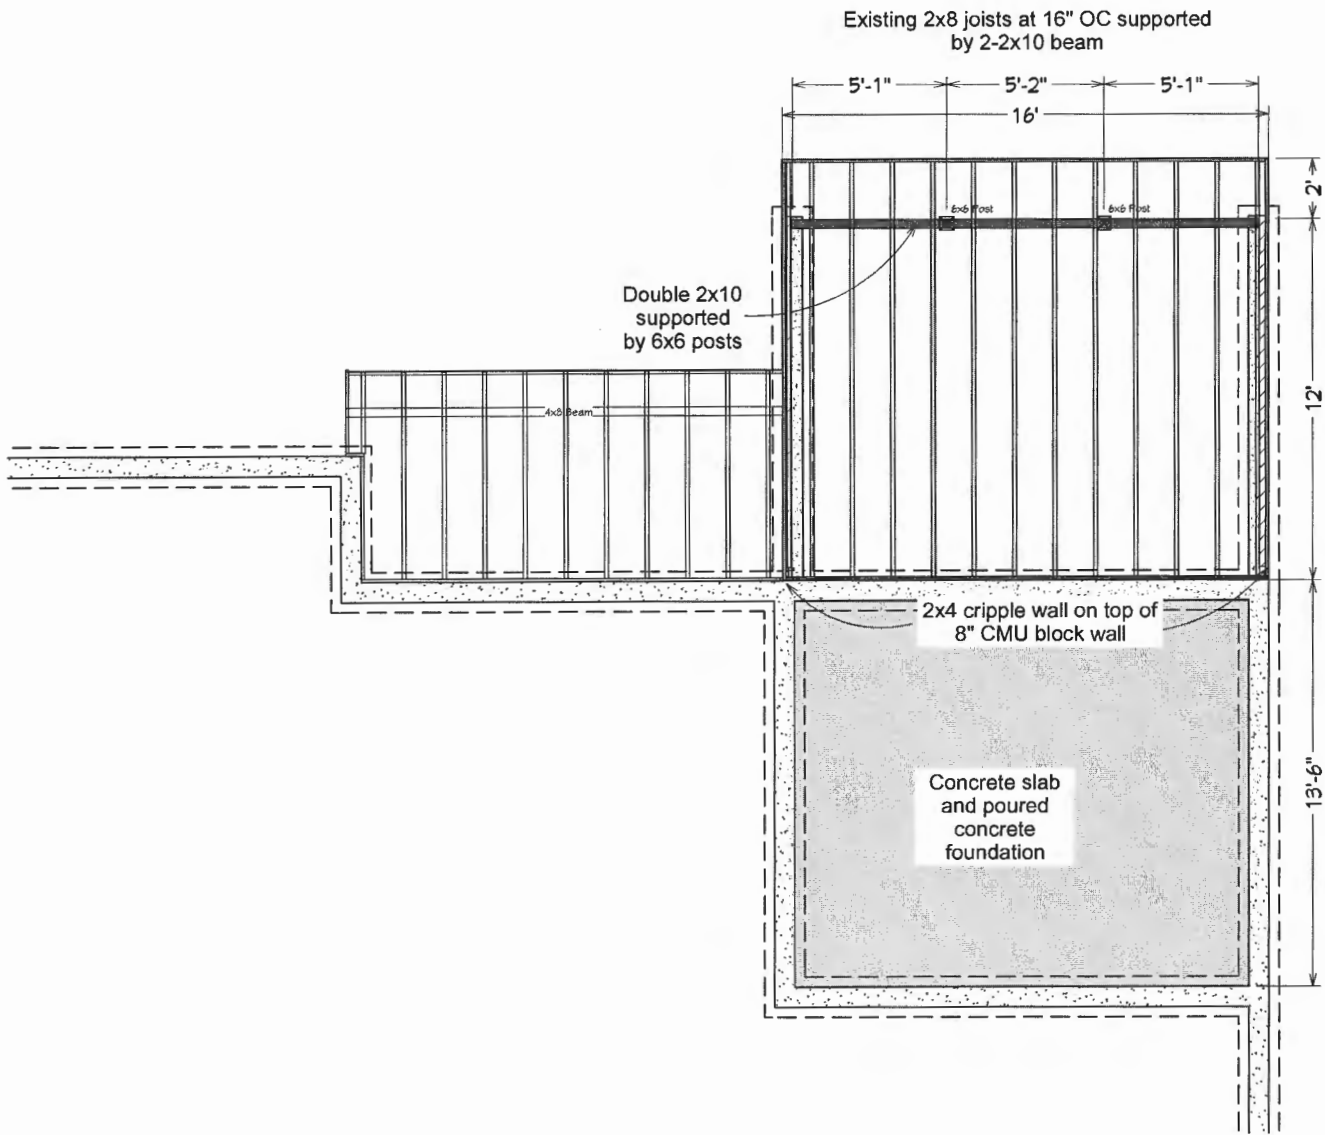 Existing 2x8 joists at 16" OC supported
by 2-2x10 beam
5'-1"
5'-2"
5'-1"
16'
2'
6x6 Post
6x6 Post
Double 2x10
supported
by 6x6 posts
12'
4x8 Beam
2x4 cripple wall on top of
8" CMU block wall
13'-6"
Concrete slab
and poured
concrete
foundation